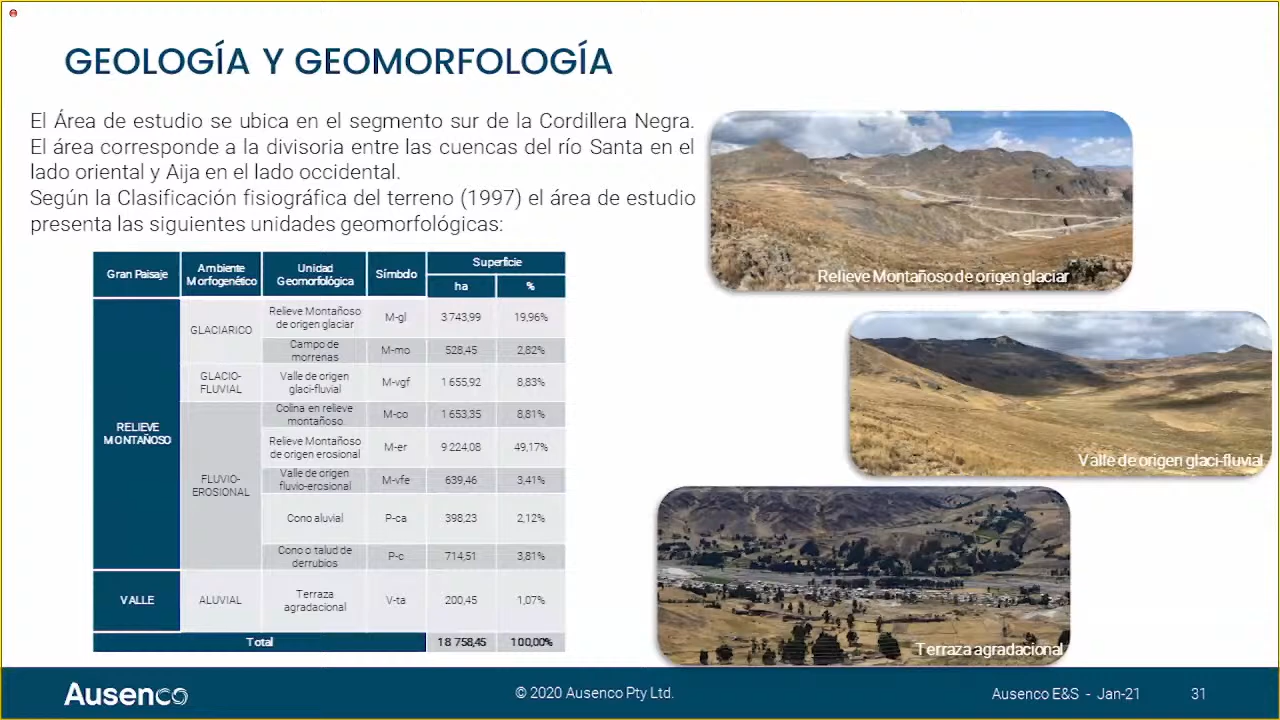 GEOLOGÍA Y GEOMORFOLOGÍA
El Área de estudio se ubica en el segmento sur de la Cordillera Negra.
El área corresponde a la divisoria entre las cuencas del río Santa en el
lado oriental y Aija en el lado occidental.
Según la Clasificación fisiográfica del terreno (1997) el área de estudio
presenta las siguientes unidades geomorfológicas:
Gran Paisaje
Ambiente
Morfogenético
Unidad
Geomorfológica
Símbolo
Superficie
ha
%
RELIEVE
MONTAÑOSO
GLACIARICO
Relieve Montañoso
de origen glaciar
M-gl
3 743,99
19,96%
Campo de
morrenas
M-mo
528,45
2,82%
GLACIO-
FLUVIAL
Valle de origen
glaci-fluvial
M-vgf
1 655,92
8,83%
FLUVIO-
EROSIONAL
Colina en relieve
montañoso
M-co
1 653,35
8,81%
Relieve Montañoso
de origen erosional
M-er
9 224,08
49,17%
Valle de origen
fluvio-erosional
M-vfe
639,46
3,41%
Cono aluvial
P-ca
398,23
2,12%
Cono o talud de
derrubios
P-c
714,51
3,81%
VALLE
ALUVIAL
Terraza
agradacional
V-ta
200,45
1,07%
Total
18 758,45
100,00%
Relieve Montañoso de origen glaciar
Valle de origen glaci-fluvial
Terraza agradacional
Ausenco
© 2020 Ausenco Pty Ltd.
Ausenco E&S - Jan-21
31